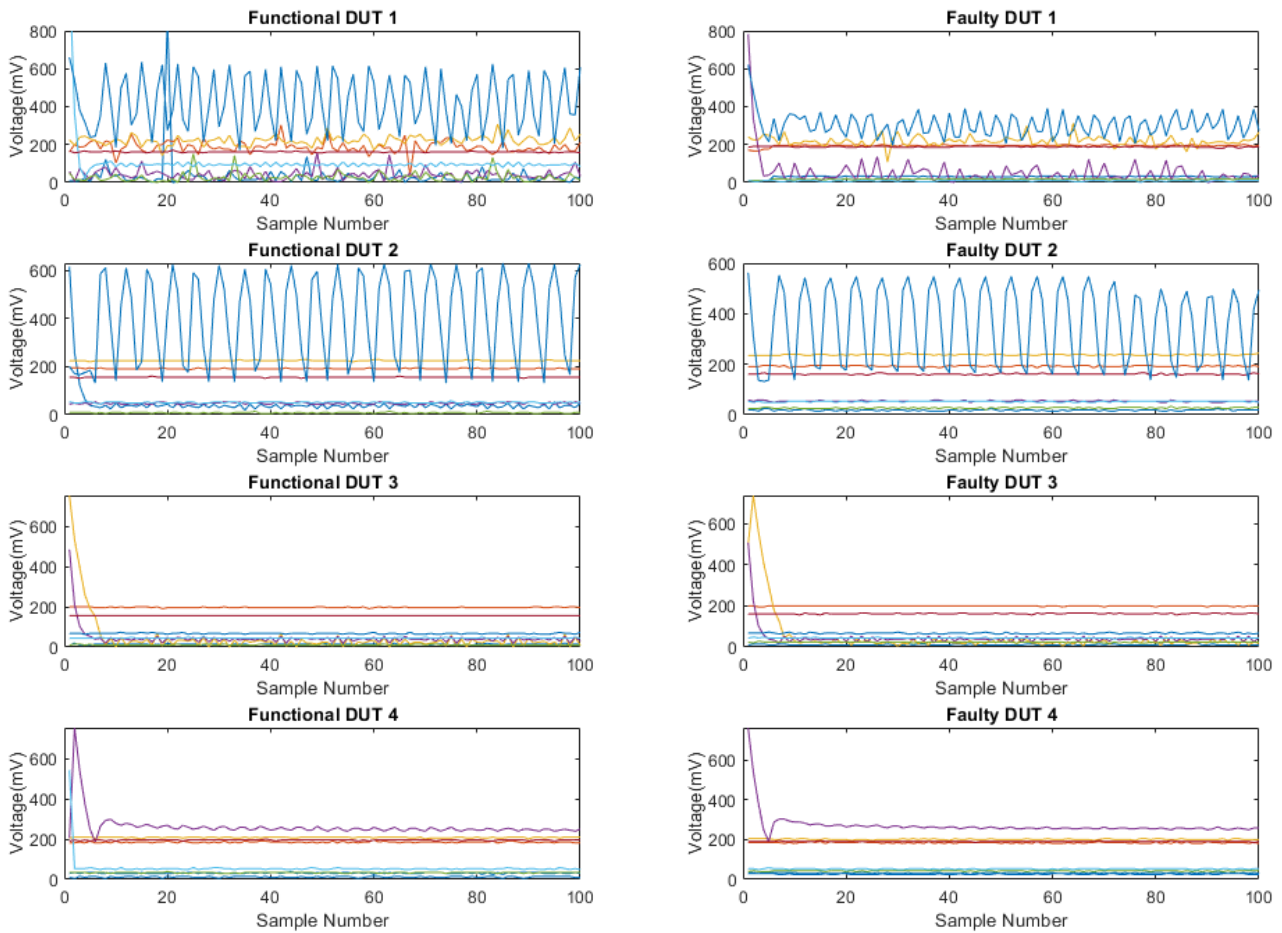 Functional DUT 1
800
600
400
200
0
Voltage(mV)
0 20 40 60 80 100
Sample Number
Faulty DUT 1
800
600
400
200
0
Voltage(mV)
0 20 40 60 80 100
Sample Number
Functional DUT 2
600
400
200
0
Voltage(mV)
0 20 40 60 80 100
Sample Number
Faulty DUT 2
600
400
200
0
Voltage(mV)
0 20 40 60 80 100
Sample Number
Functional DUT 3
600
400
200
0
Voltage(mV)
0 20 40 60 80 100
Sample Number
Faulty DUT 3
600
400
200
0
Voltage(mV)
0 20 40 60 80 100
Sample Number
Functional DUT 4
600
400
200
0
Voltage(mV)
0 20 40 60 80 100
Sample Number
Faulty DUT 4
600
400
200
0
Voltage(mV)
0 20 40 60 80 100
Sample Number